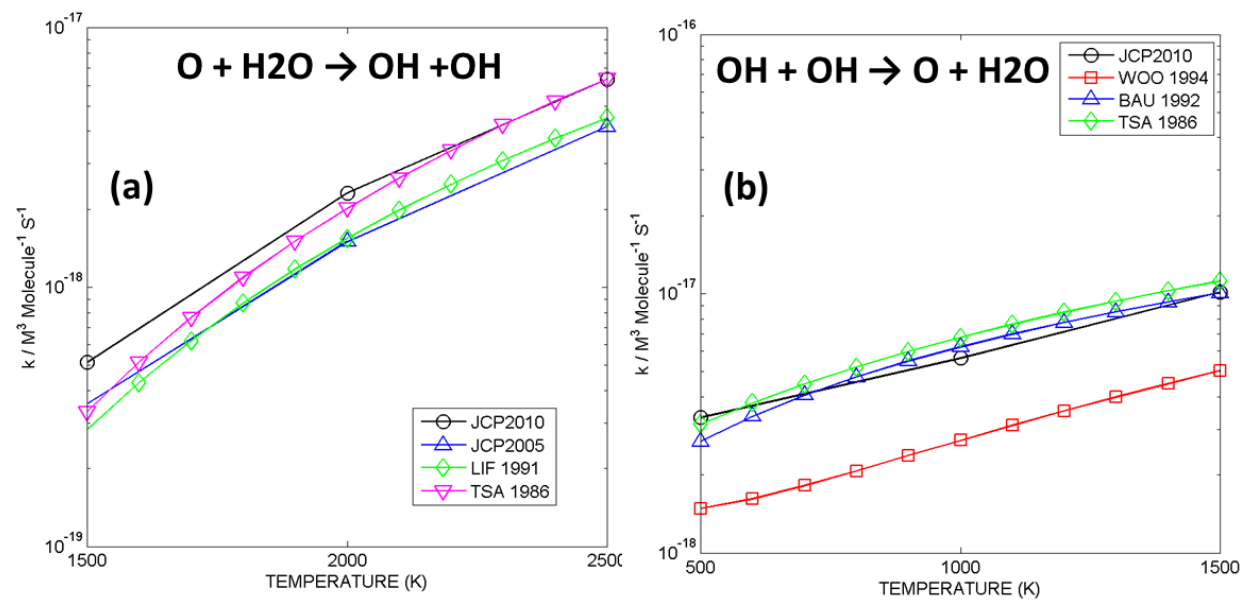 O + H2O → OH +OH
(a)
10⁻¹⁷
10⁻¹⁸
10⁻¹⁹
k / M³ Molecule⁻¹ S⁻¹
1500
2000
2500
TEMPERATURE (K)
JCP2010
JCP2005
LIF 1991
TSA 1986
OH + OH → O + H2O
(b)
10⁻¹⁶
10⁻¹⁷
10⁻¹⁸
k / M³ Molecule⁻¹ S⁻¹
500
1000
1500
TEMPERATURE (K)
JCP2010
WOO 1994
BAU 1992
TSA 1986